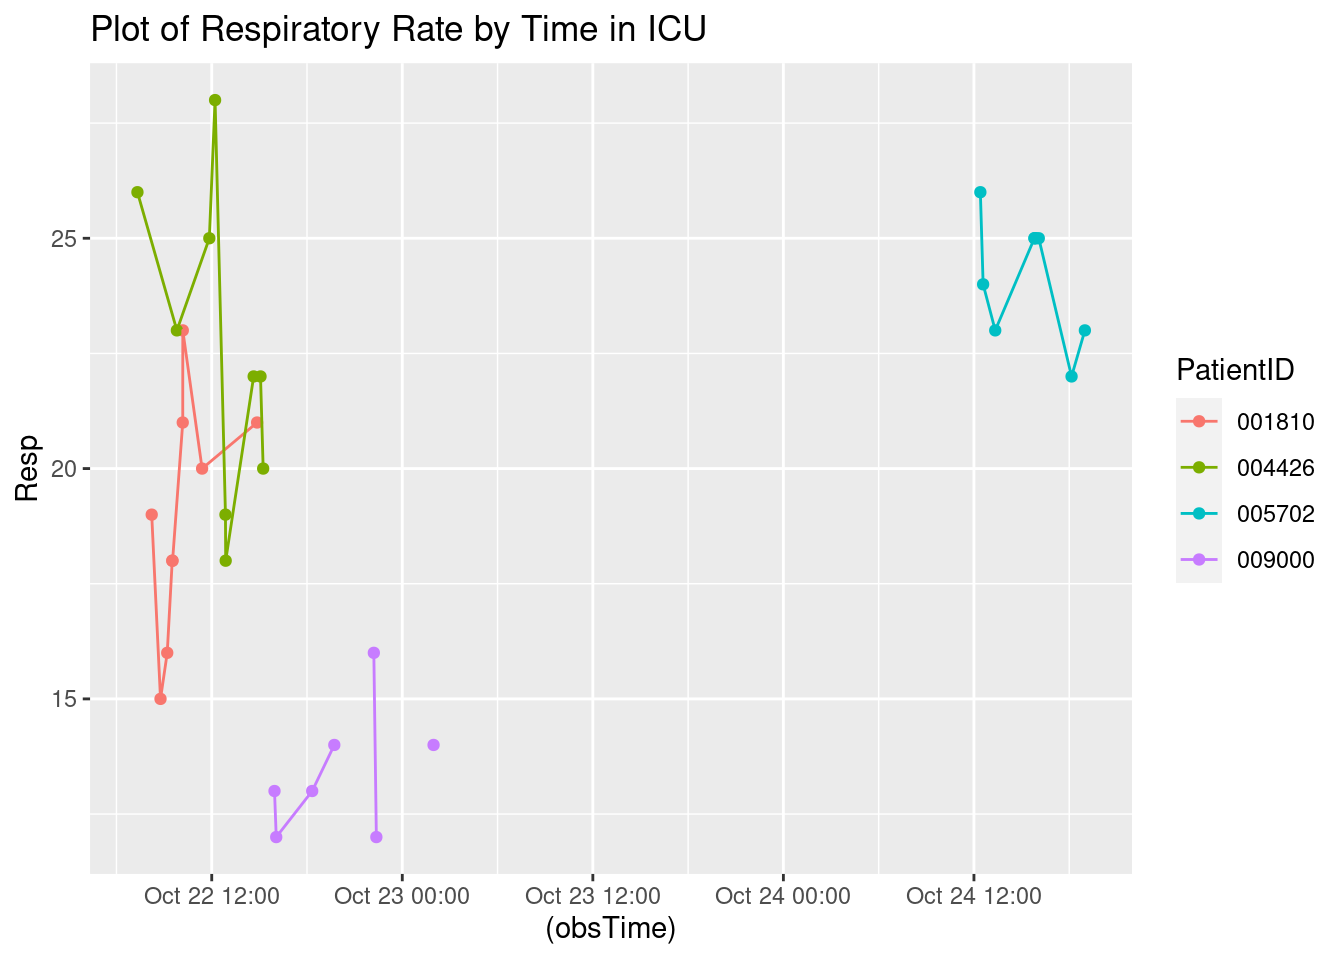 Plot of Respiratory Rate by Time in ICU
25
20
15
Resp
Oct 22 12:00
Oct 23 00:00
Oct 23 12:00
Oct 24 00:00
Oct 24 12:00
(obsTime)
PatientID
001810
004426
005702
009000